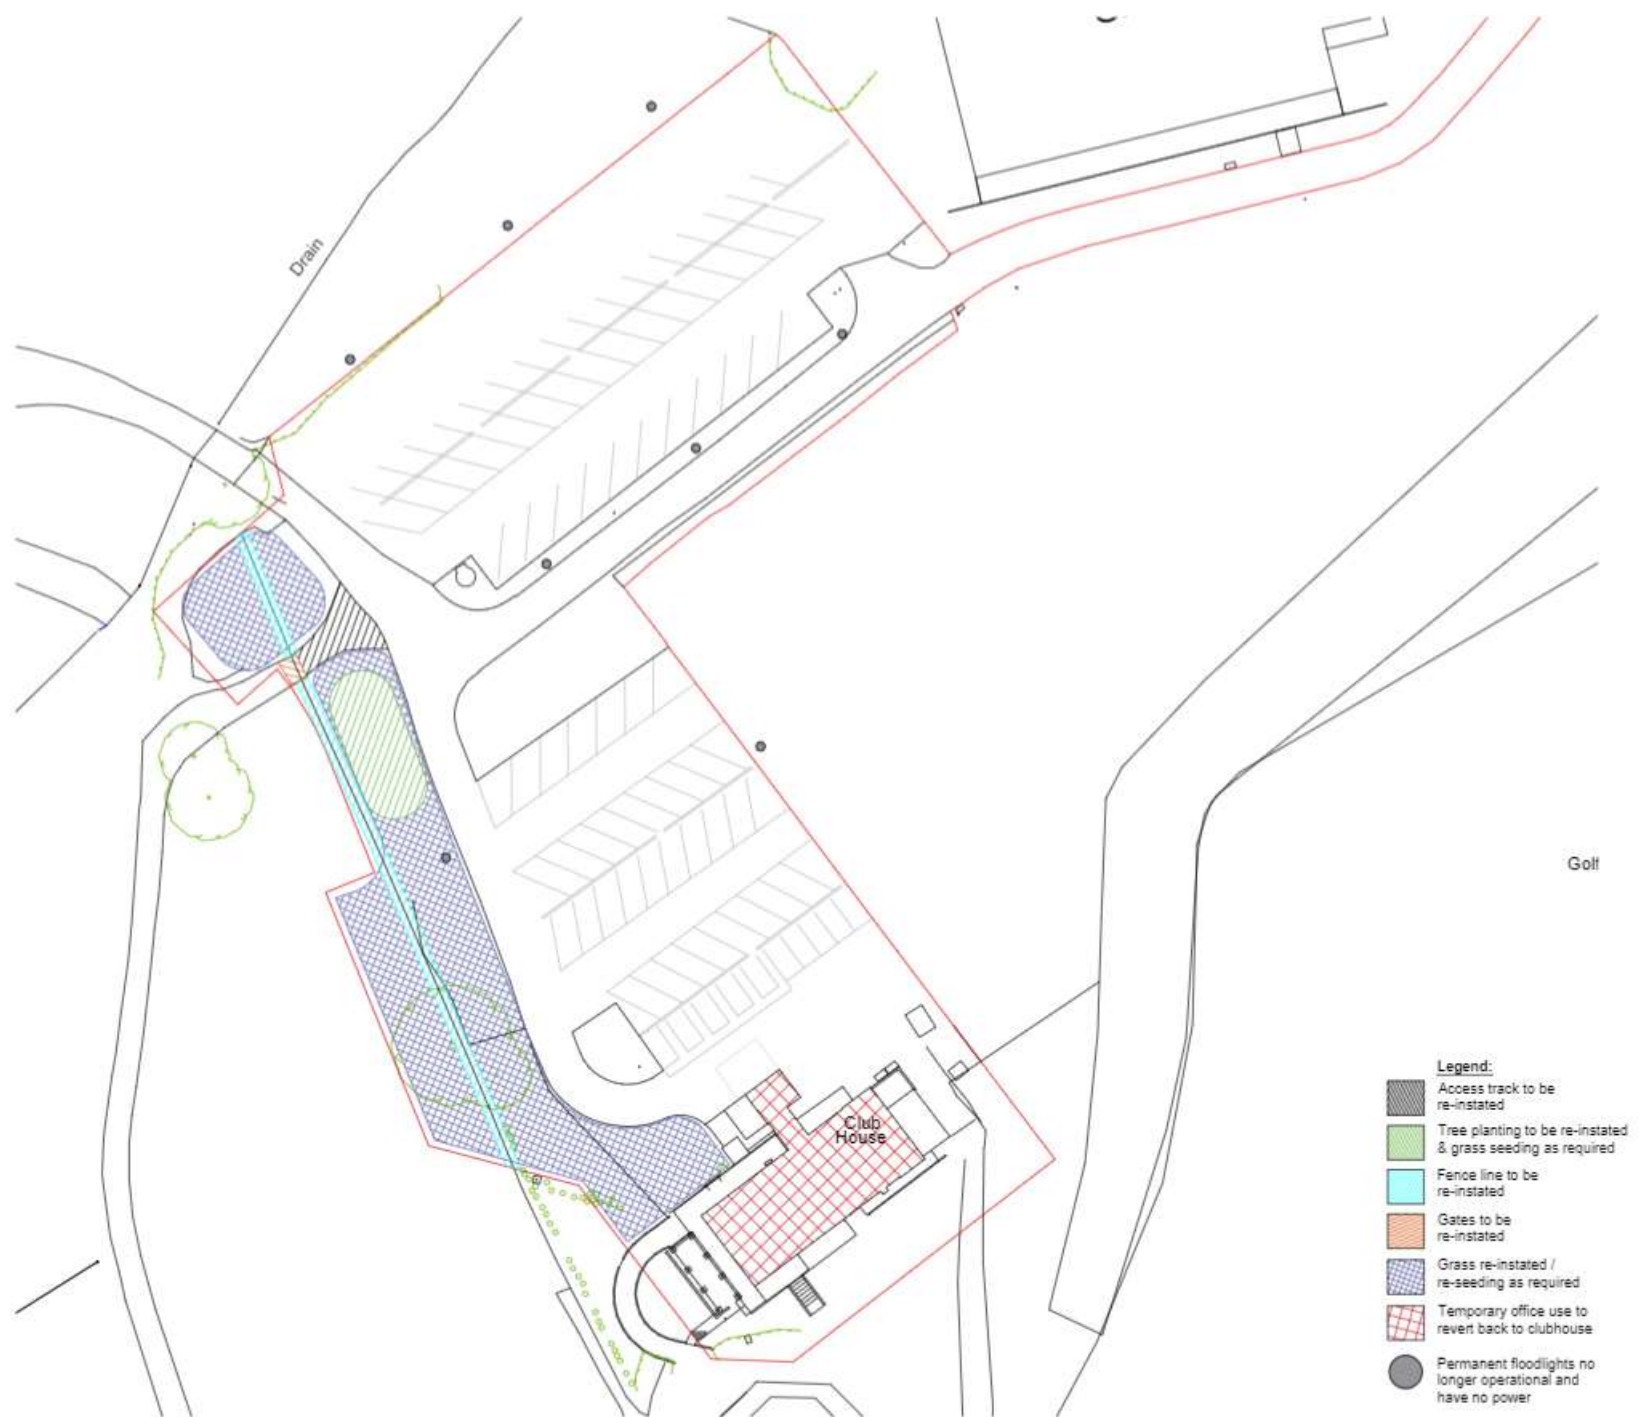 Drain
Golf
Club
House
Legend:
Access track to be
re-instated
Tree planting to be re-instated
& grass seeding as required
Fence line to be
re-instated
Gates to be
re-instated
Grass re-instated /
re-seeding as required
Temporary office use to
revert back to clubhouse
Permanent floodlights no
longer operational and
have no power